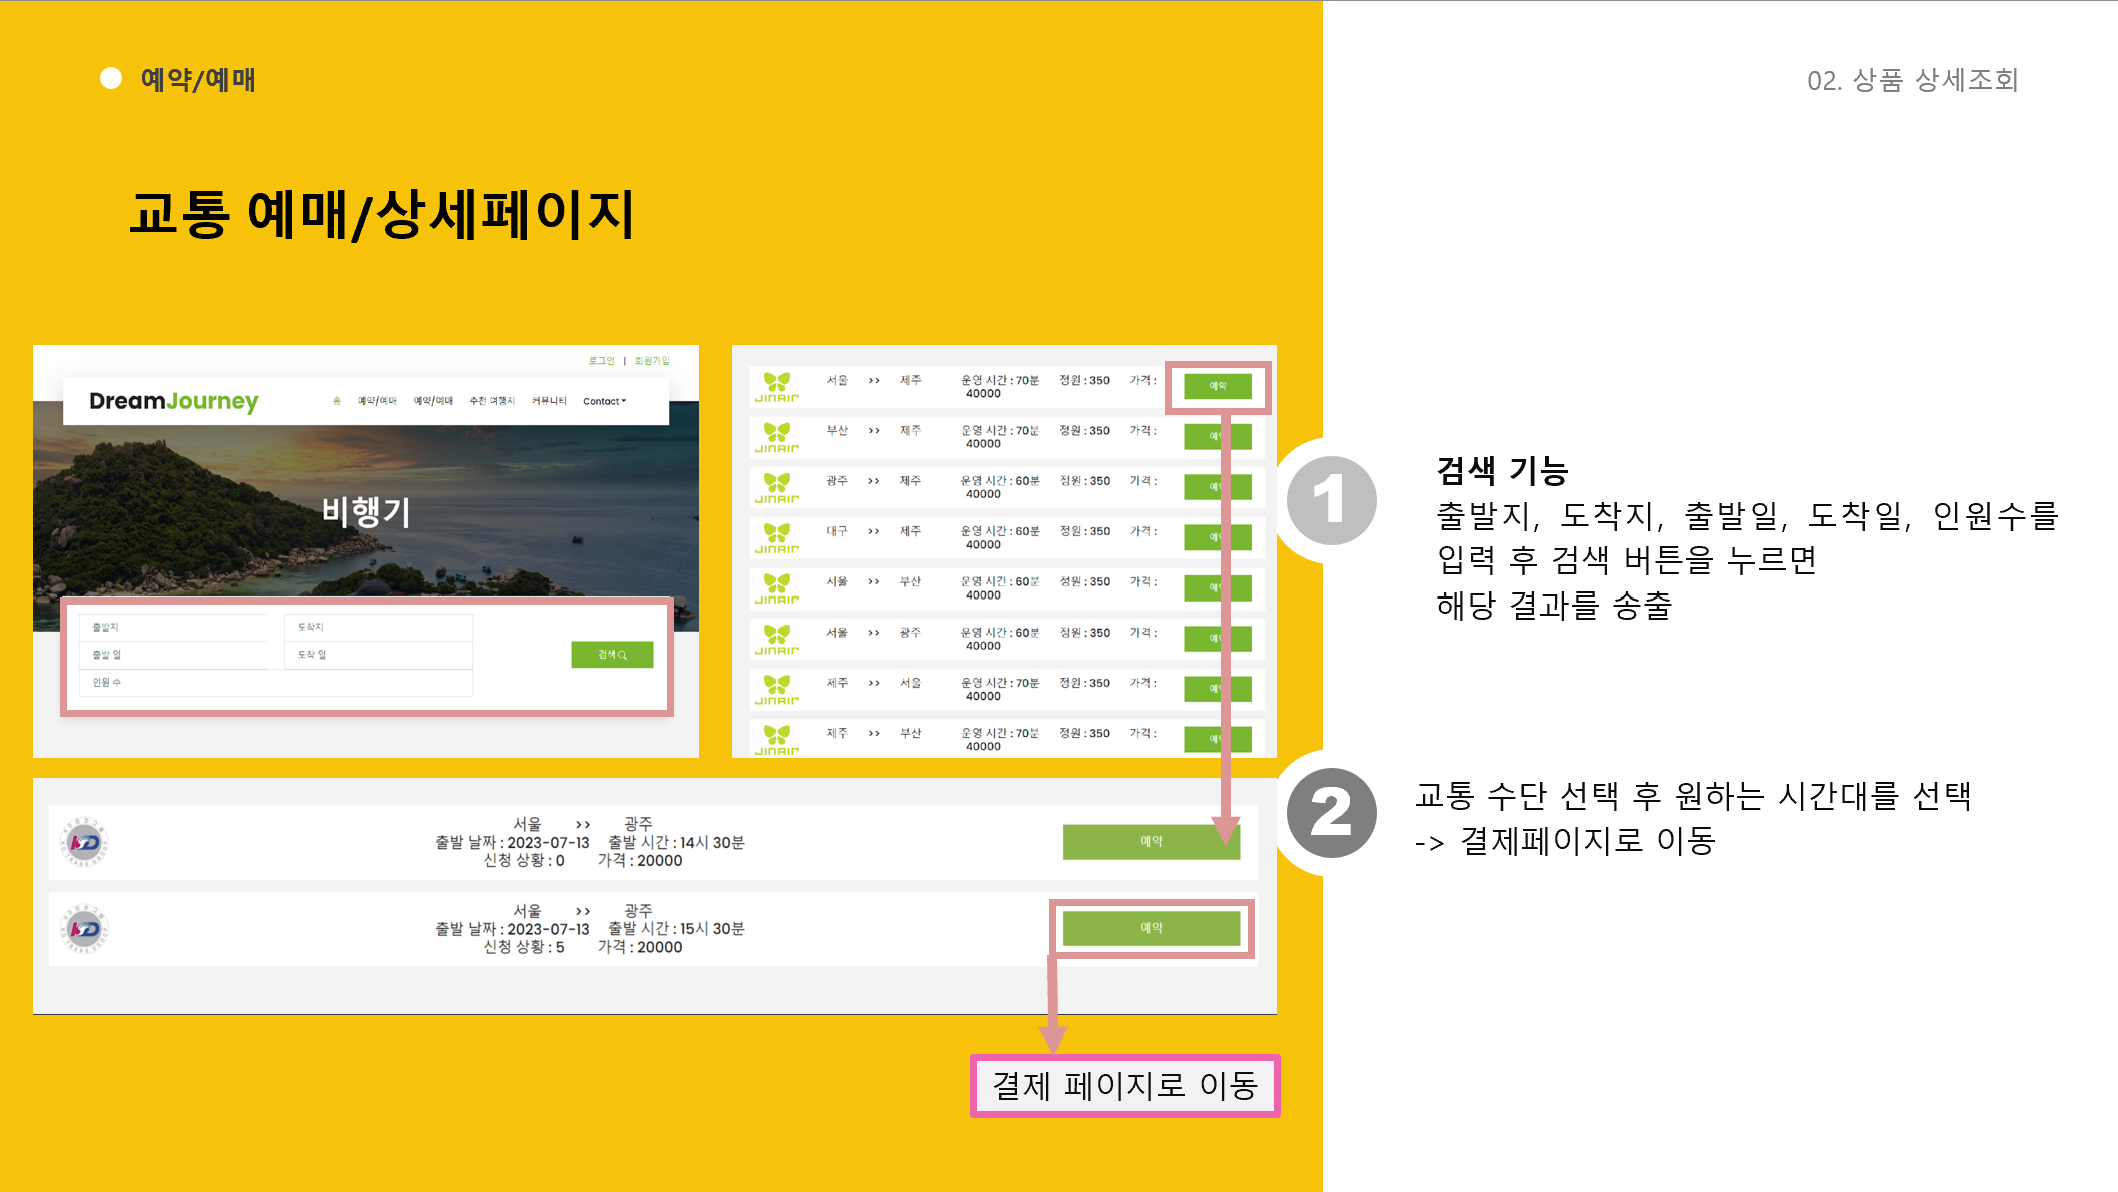 예약/예매
02. 상품 상세조회
교통 예매/상세페이지
로그인 | 회원가입
DreamJourney
홈 예약/예매 예약/예매 추천 여행지 커뮤니티 Contact
비행기
출발지 도착지
출발 일 도착 일
인원 수
검색
JINAIR 서울 >> 제주 운영 시간 : 70분 정원 : 350 가격 : 예약
40000
JINAIR 부산 >> 제주 운영 시간 : 70분 정원 : 350 가격 :
40000
JINAIR 광주 >> 제주 운영 시간 : 60분 정원 : 350 가격 :
40000
JINAIR 대구 >> 제주 운영 시간 : 60분 정원 : 350 가격 :
40000
JINAIR 서울 >> 부산 운영 시간 : 60분 정원 : 350 가격 :
40000
JINAIR 서울 >> 광주 운영 시간 : 60분 정원 : 350 가격 :
40000
JINAIR 제주 >> 서울 운영 시간 : 70분 정원 : 350 가격 :
40000
JINAIR 제주 >> 부산 운영 시간 : 70분 정원 : 350 가격 :
40000
서울 >> 광주
출발 날짜 : 2023-07-13 출발 시간 : 14시 30분
신청 상황 : 0 가격 : 20000
예약
서울 >> 광주
출발 날짜 : 2023-07-13 출발 시간 : 15시 30분
신청 상황 : 5 가격 : 20000
예약
결제 페이지로 이동
1
검색 기능
출발지, 도착지, 출발일, 도착일, 인원수를
입력 후 검색 버튼을 누르면
해당 결과를 송출
2
교통 수단 선택 후 원하는 시간대를 선택
-> 결제페이지로 이동